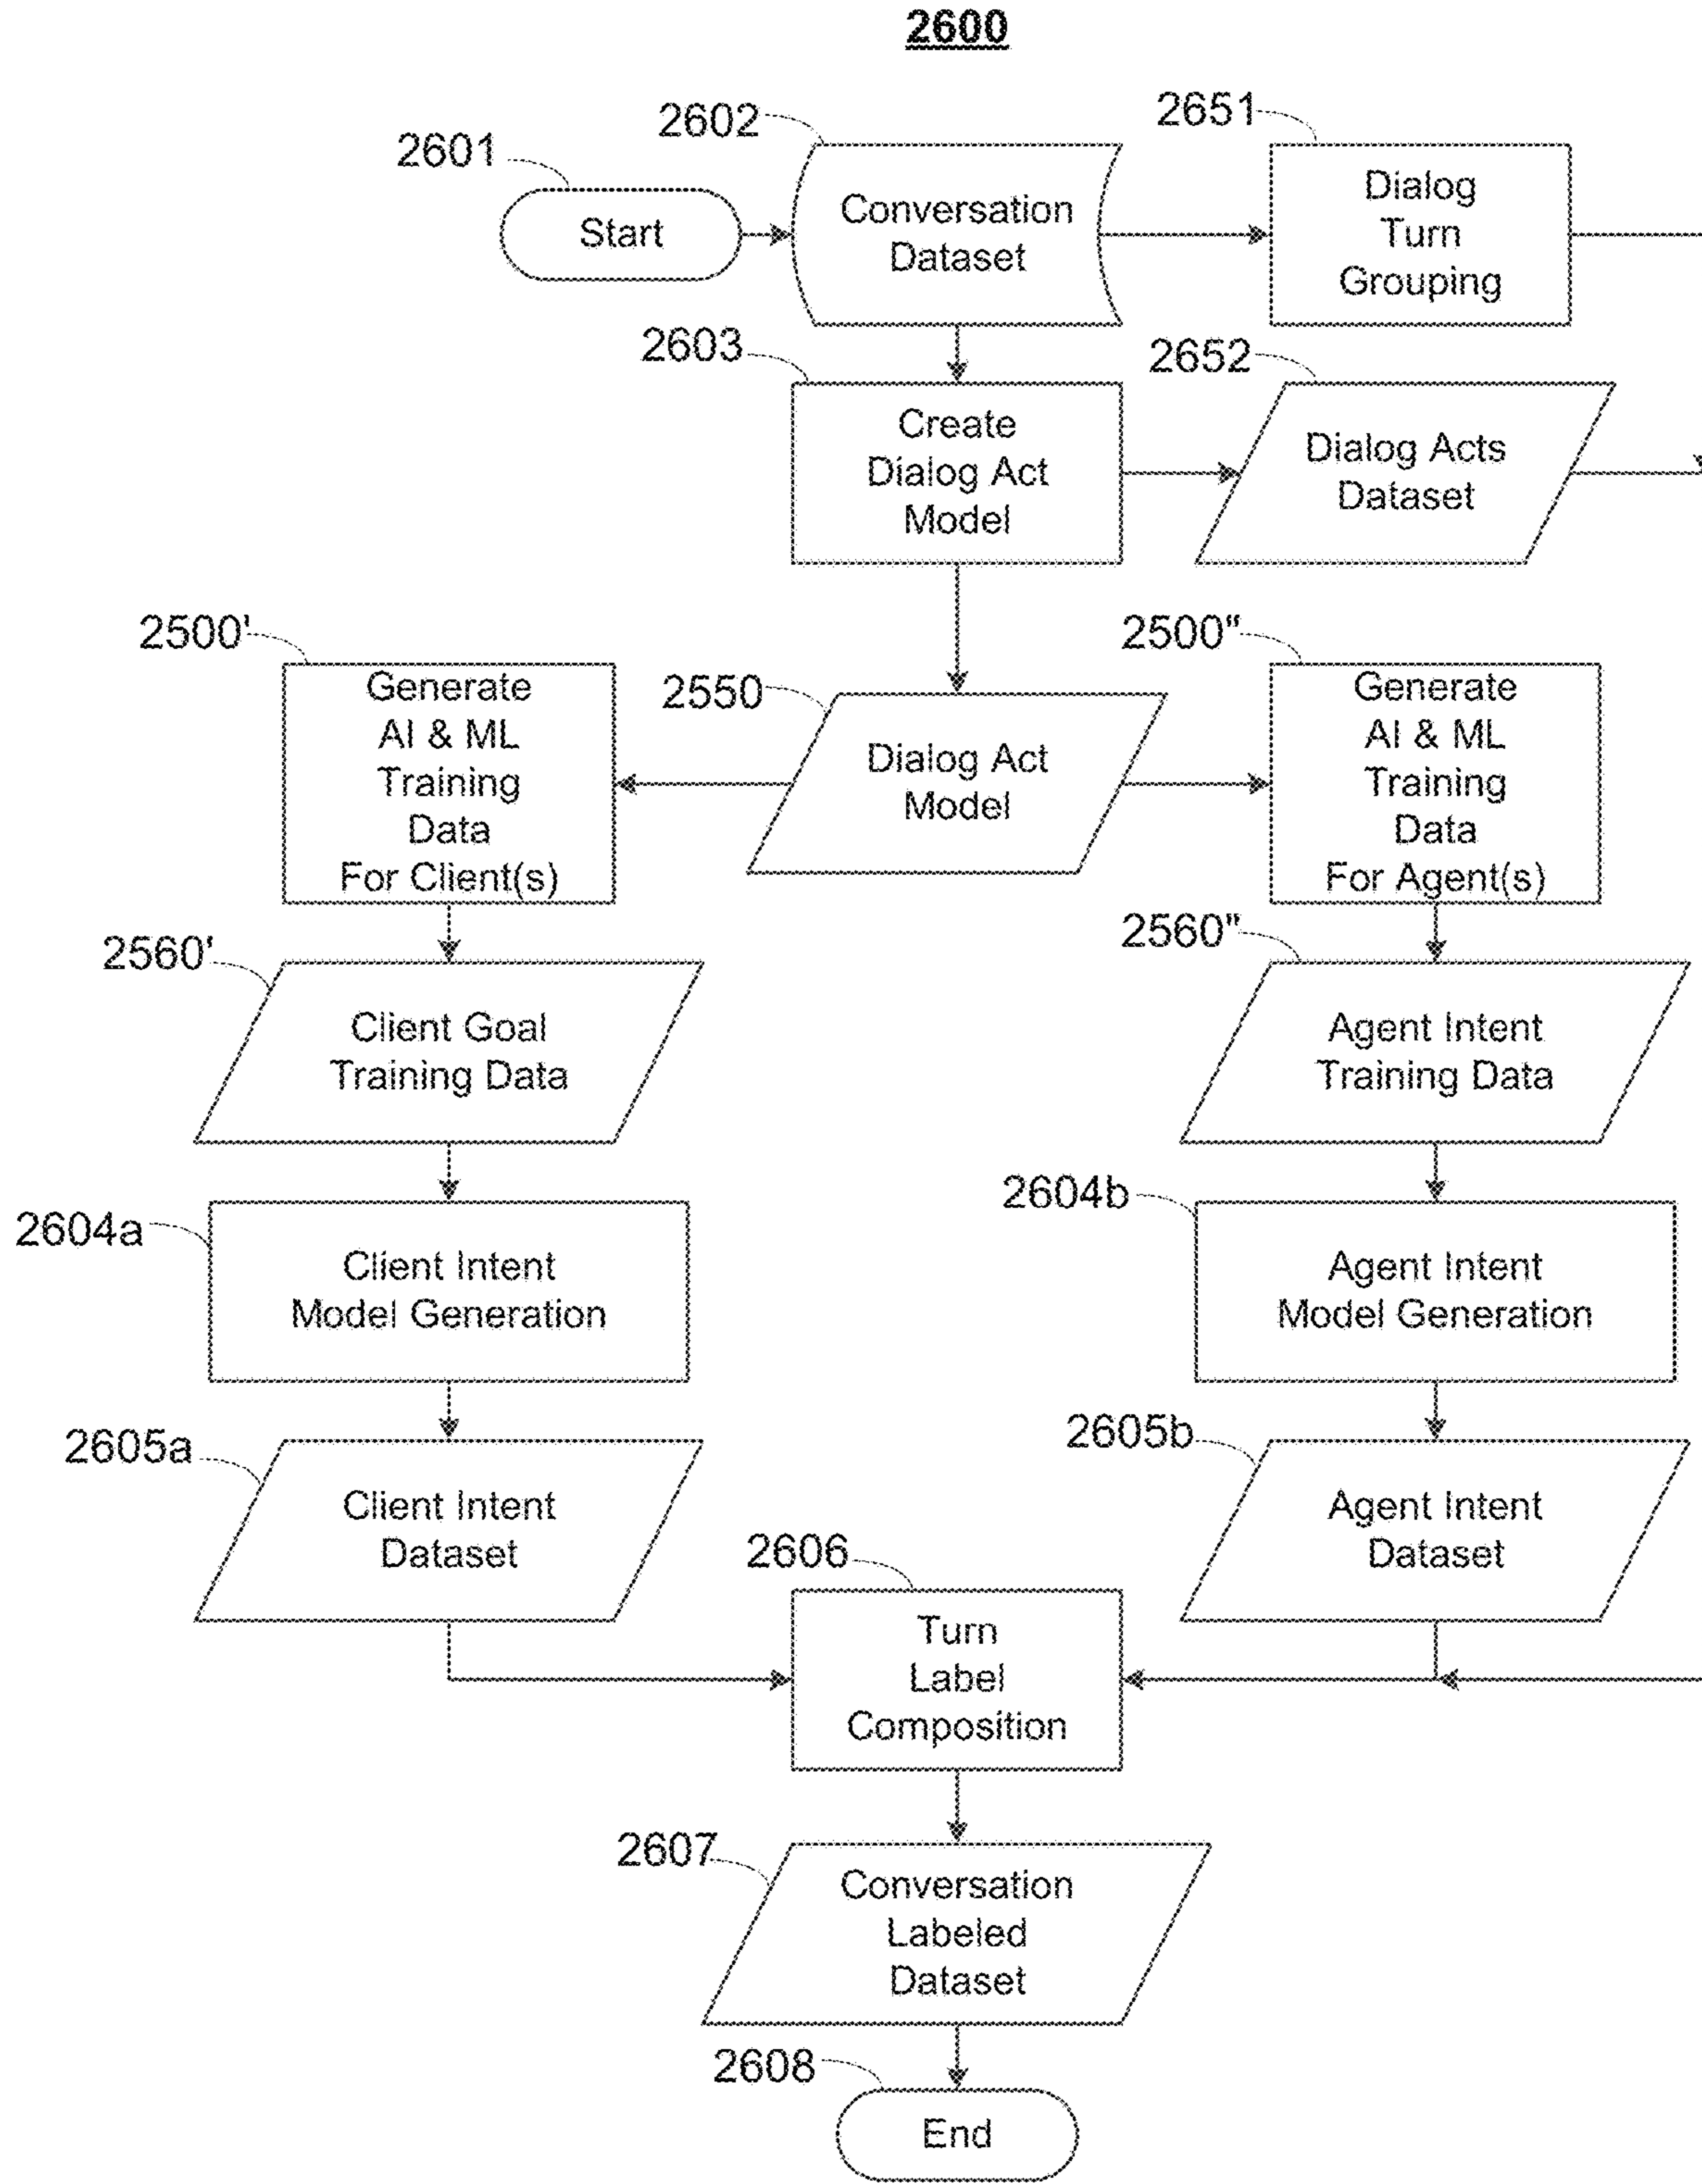 2600
2601
Start
2602
Conversation
Dataset
2651
Dialog
Turn
Grouping
2603
Create
Dialog Act
Model
2652
Dialog Acts
Dataset
2500'
Generate
AI & ML
Training
Data
For Client(s)
2550
Dialog Act
Model
2500"
Generate
AI & ML
Training
Data
For Agent(s)
2560'
Client Goal
Training Data
2560"
Agent Intent
Training Data
2604a
Client Intent
Model Generation
2604b
Agent Intent
Model Generation
2605a
Client Intent
Dataset
2605b
Agent Intent
Dataset
2606
Turn
Label
Composition
2607
Conversation
Labeled
Dataset
2608
End